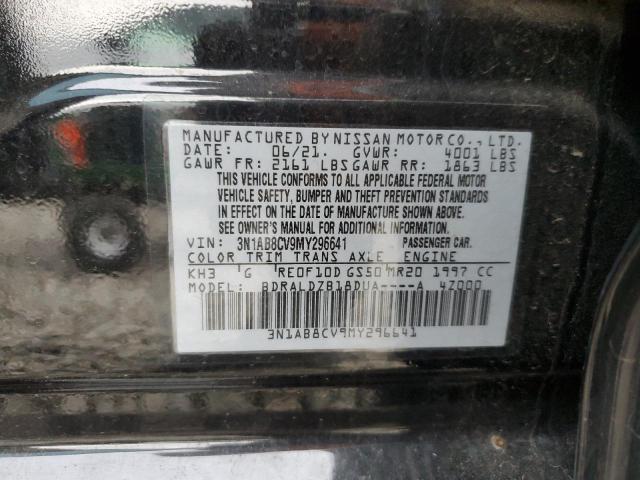 MANUFACTURED BY NISSAN MOTOR CO., LTD.
DATE: 06/21. GVWR: 4001 LBS
GAWR FR: 2161 LBS GAWR RR: 1863 LBS
THIS VEHICLE CONFORMS TO ALL APPLICABLE FEDERAL MOTOR
VEHICLE SAFETY, BUMPER AND THEFT PREVENTION STANDARDS
IN EFFECT ON THE DATE OF MANUFACTURE SHOWN ABOVE.
SEE OWNER'S MANUAL FOR ADDITIONAL INFORMATION.
VIN: 3N1AB8CV9MY296641 PASSENGER CAR.
COLOR TRIM TRANS AXLE ENGINE
KH3 G RE0F10D GS50 MR20 1997 CC
MODEL: BDRALDZB18DUA----A 4Z000
3N1AB8CV9MY296641